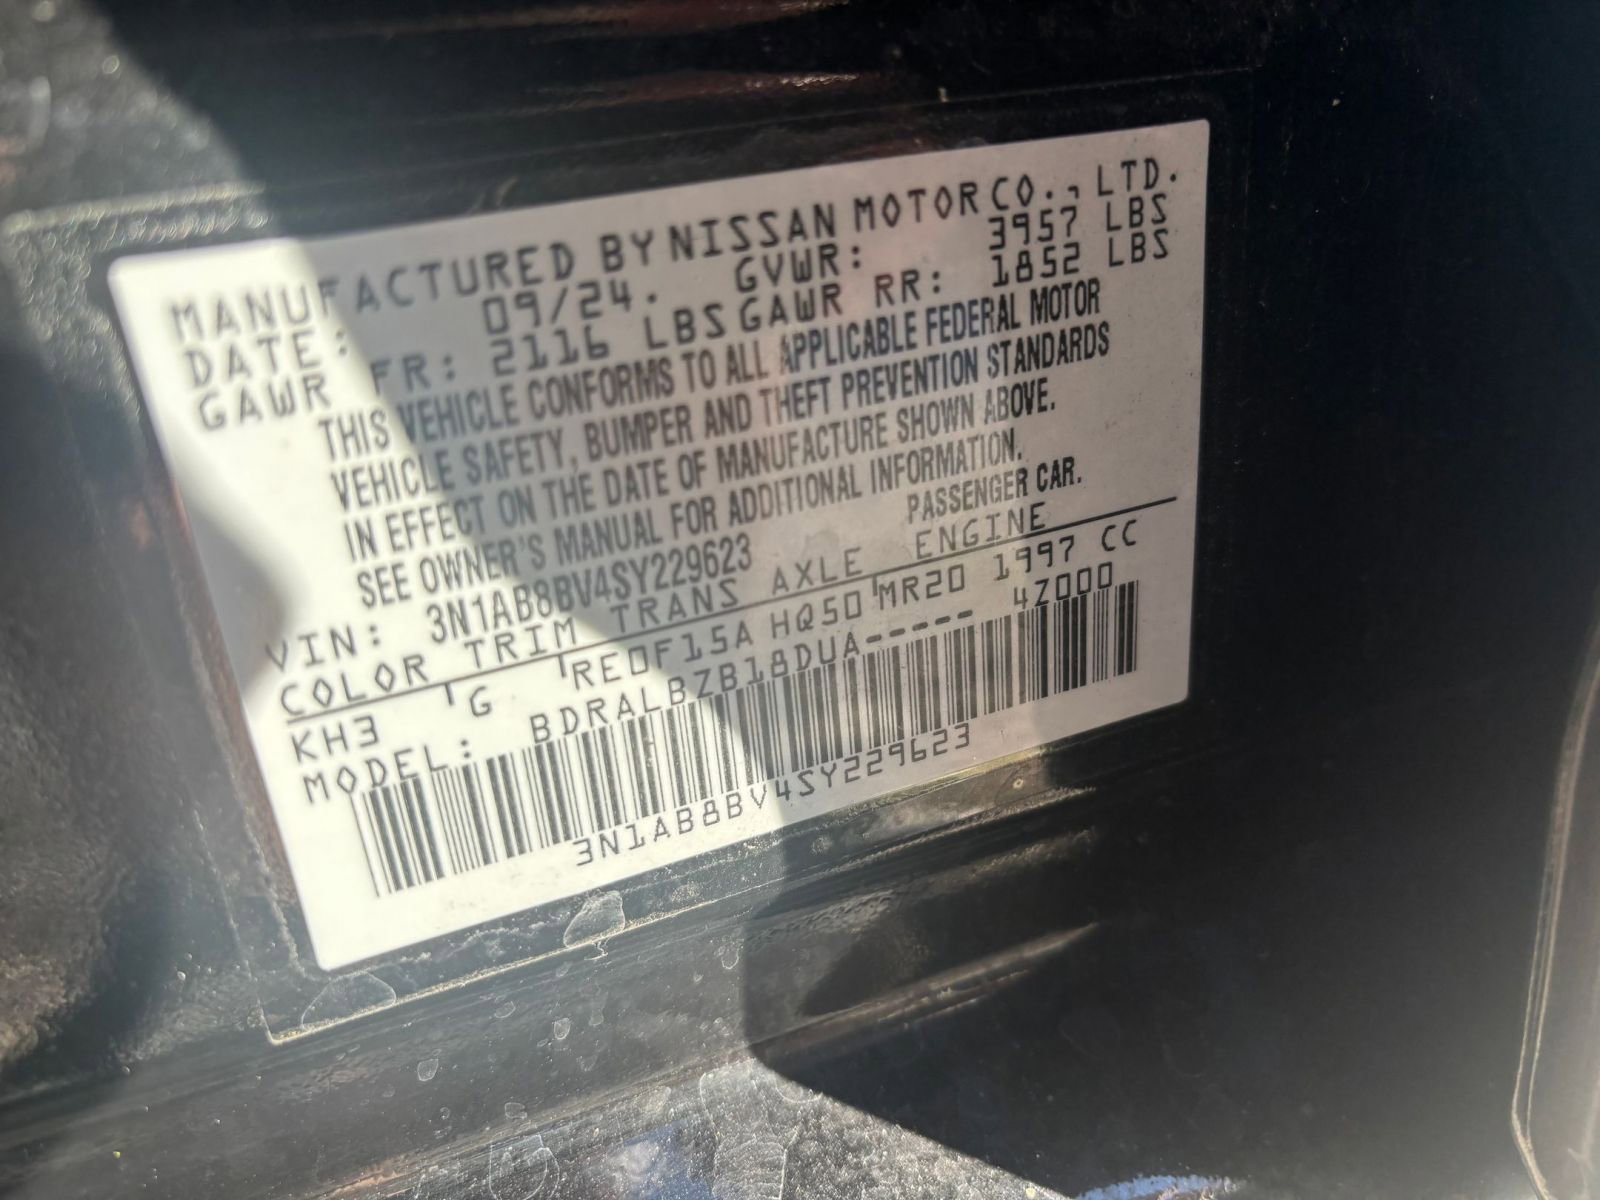 MANUFACTURED BY NISSAN MOTOR CO., LTD.
DATE: 09/24. GVWR: 3957 LBS
GAWR FR: 2116 LBS GAWR RR: 1852 LBS
THIS VEHICLE CONFORMS TO ALL APPLICABLE FEDERAL MOTOR
VEHICLE SAFETY, BUMPER AND THEFT PREVENTION STANDARDS
IN EFFECT ON THE DATE OF MANUFACTURE SHOWN ABOVE.
SEE OWNER'S MANUAL FOR ADDITIONAL INFORMATION.
VIN: 3N1AB8BV4SY229623 PASSENGER CAR.
COLOR TRIM TRANS AXLE ENGINE
KH3 G RE0F15A HQ50 MR20 1997 CC
MODEL: BDRALBZB18DUA----- 4Z000
3N1AB8BV4SY229623